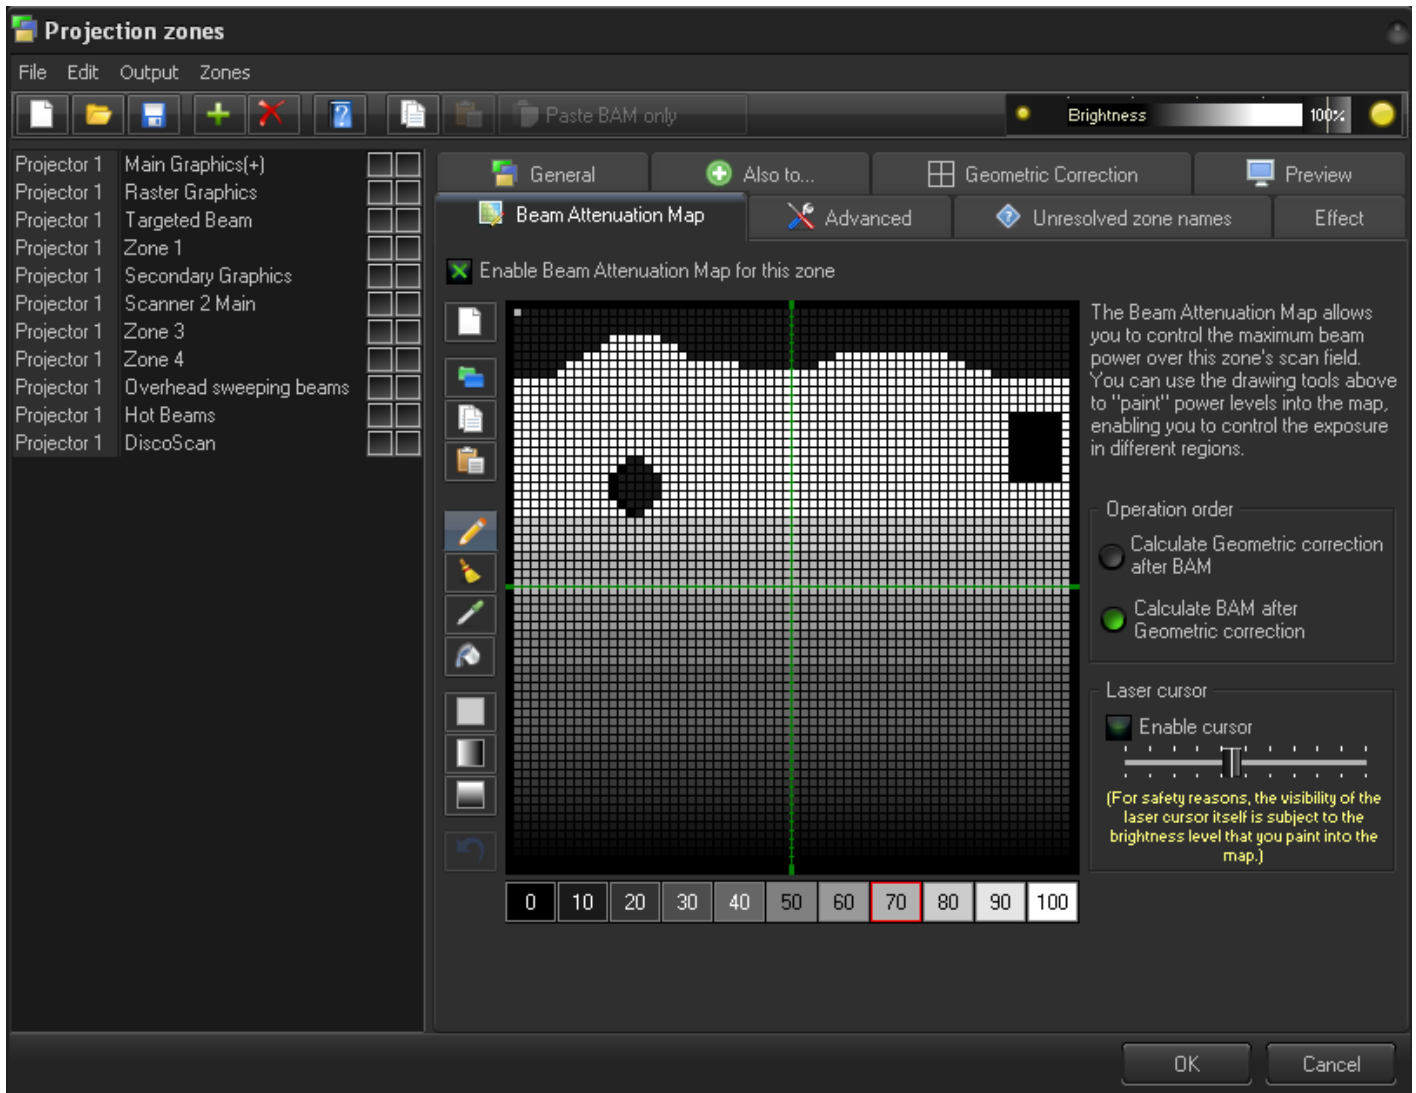 Projection zones
File Edit Output Zones
Paste BAM only
Brightness 100%
Projector 1 Main Graphics(+)
Projector 1 Raster Graphics
Projector 1 Targeted Beam
Projector 1 Zone 1
Projector 1 Secondary Graphics
Projector 1 Scanner 2 Main
Projector 1 Zone 3
Projector 1 Zone 4
Projector 1 Overhead sweeping beams
Projector 1 Hot Beams
Projector 1 DiscoScan
General Also to... Geometric Correction Preview
Beam Attenuation Map Advanced Unresolved zone names Effect
Enable Beam Attenuation Map for this zone
The Beam Attenuation Map allows
you to control the maximum beam
power over this zone's scan field.
You can use the drawing tools above
to "paint" power levels into the map,
enabling you to control the exposure
in different regions.
Operation order
Calculate Geometric correction
after BAM
Calculate BAM after
Geometric correction
Laser cursor
Enable cursor
(For safety reasons, the visibility of the
laser cursor itself is subject to the
brightness level that you paint into the
map.)
0 10 20 30 40 50 60 70 80 90 100
OK Cancel